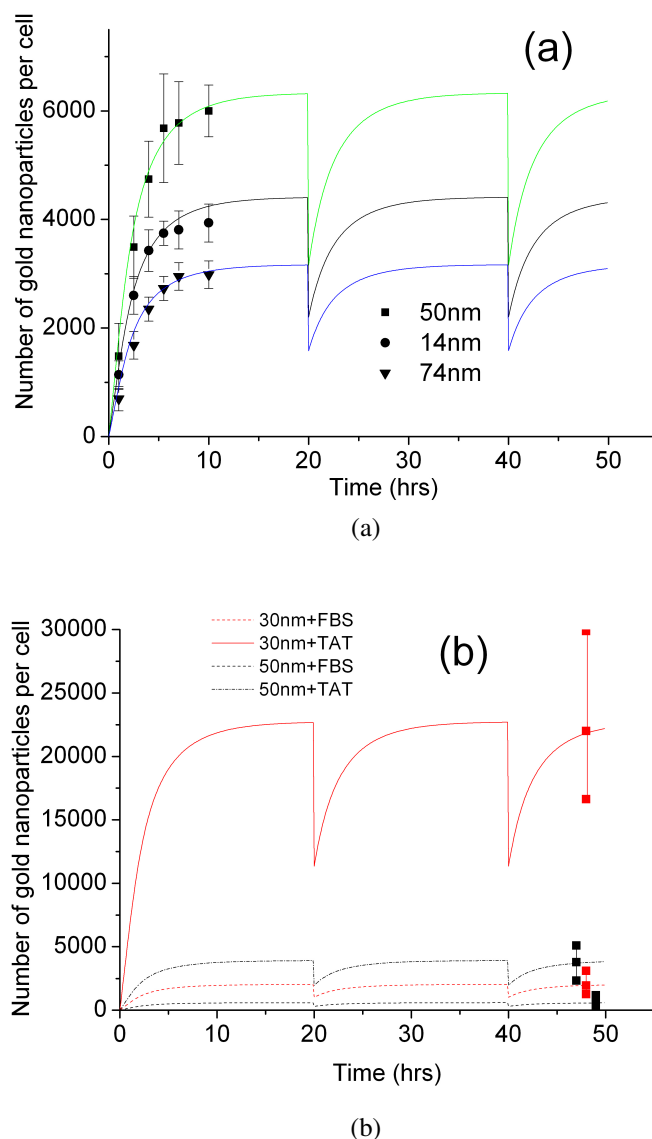 (a)
Number of gold nanoparticles per cell
6000
4000
2000
0
50nm
14nm
74nm
0 10 20 30 40 50
Time (hrs)
(a)
30nm+FBS
30nm+TAT
50nm+FBS
50nm+TAT
(b)
Number of gold nanoparticles per cell
30000
25000
20000
15000
10000
5000
0
0 10 20 30 40 50
Time (hrs)
(b)